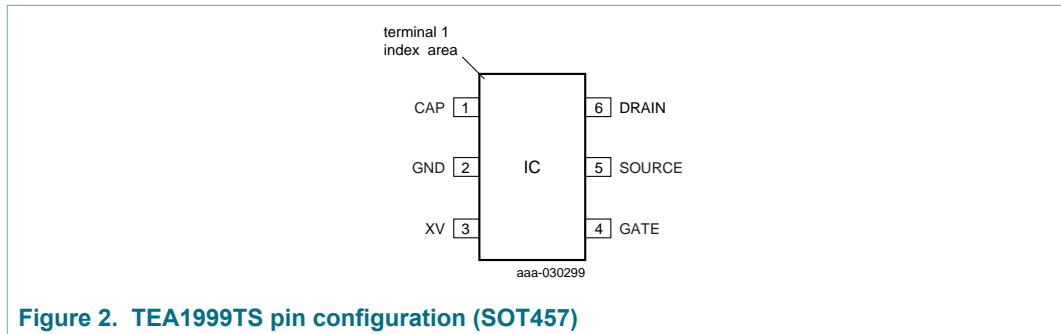 terminal 1
index area
CAP 1
6 DRAIN
GND 2
IC
5 SOURCE
XV 3
4 GATE
aaa-030299
Figure 2. TEA1999TS pin configuration (SOT457)